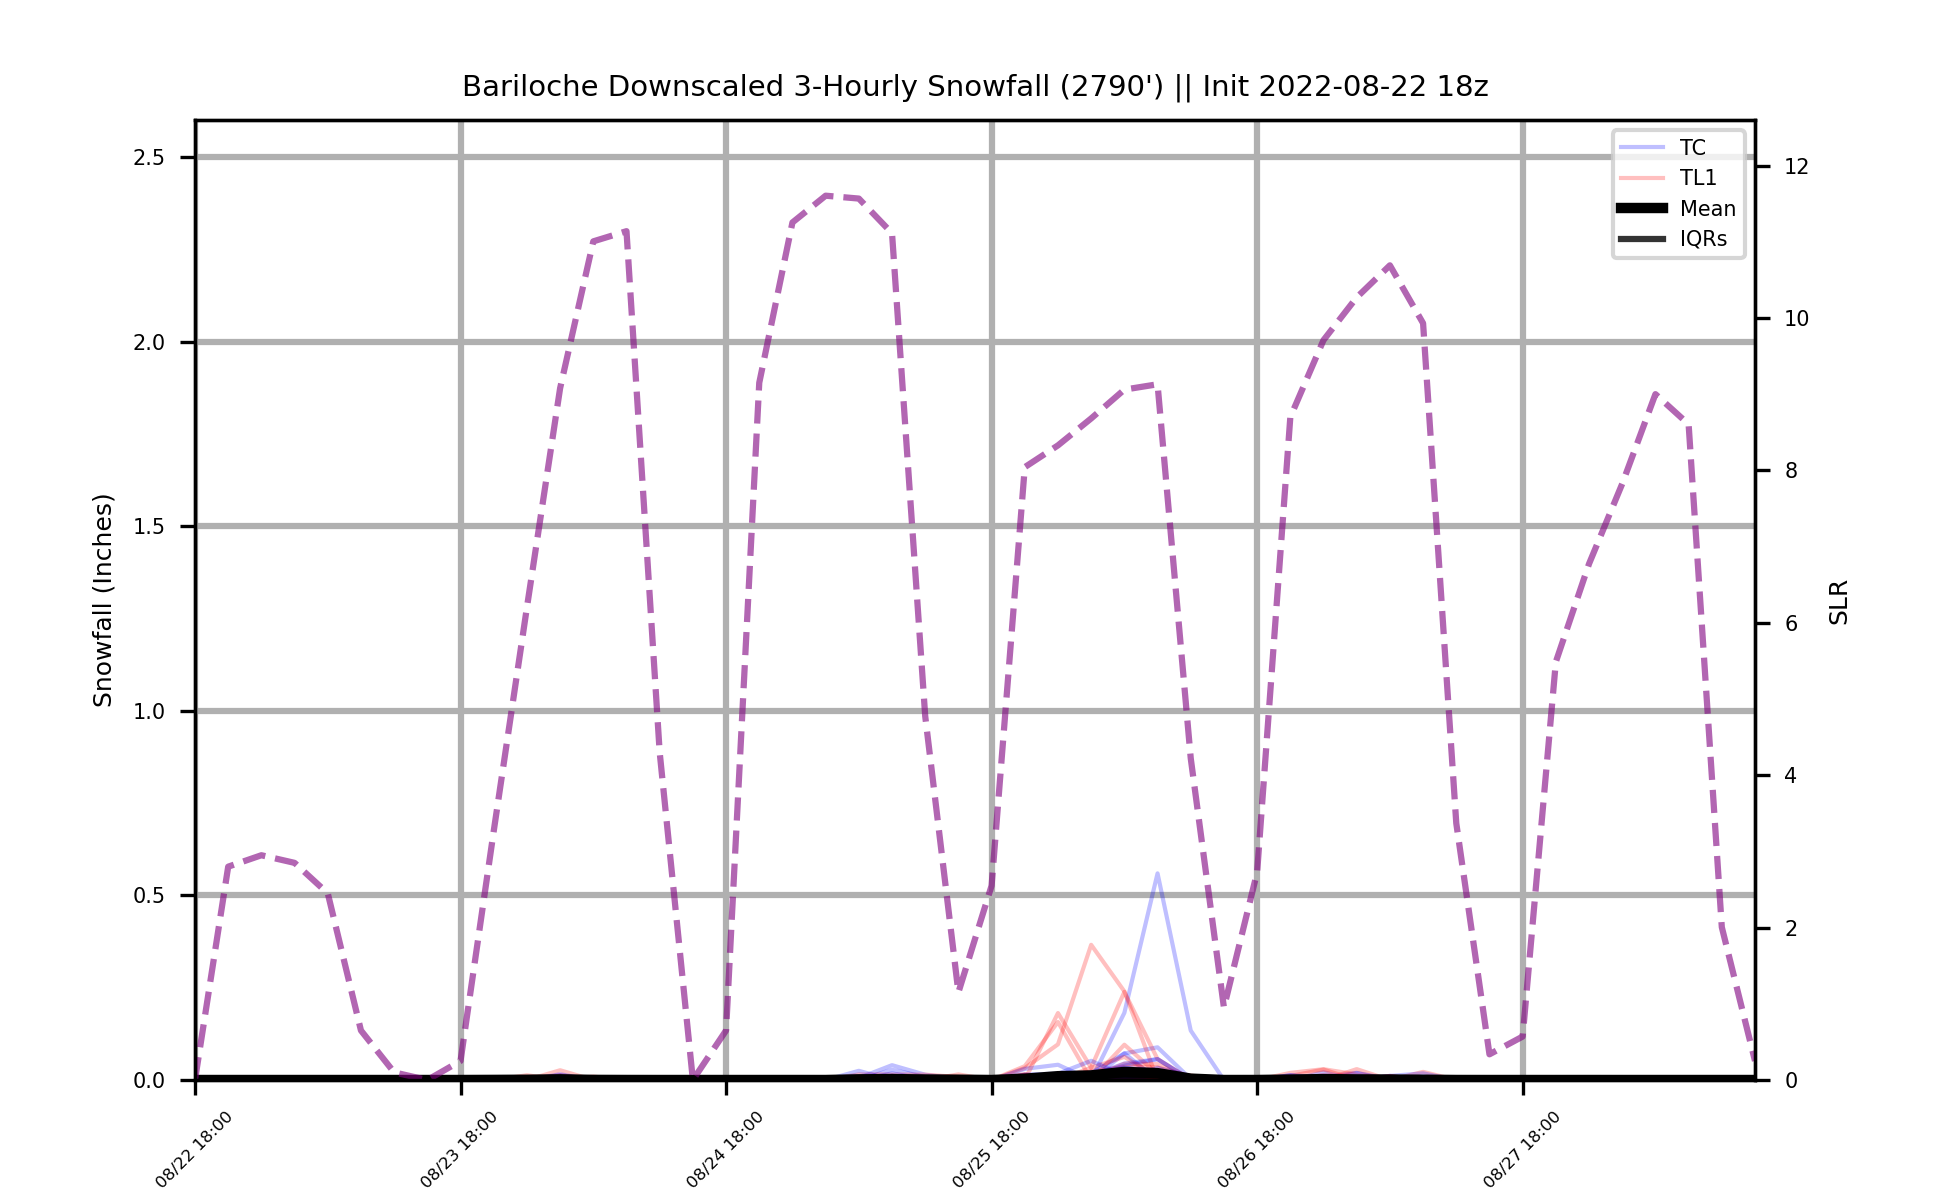 Bariloche Downscaled 3-Hourly Snowfall (2790') || Init 2022-08-22 18z
TC
TL1
Mean
IQRs
2.5
2.0
1.5
1.0
0.5
0.0
Snowfall (Inches)
12
10
8
6
4
2
0
SLR
08/22 18:00
08/23 18:00
08/24 18:00
08/25 18:00
08/26 18:00
08/27 18:00